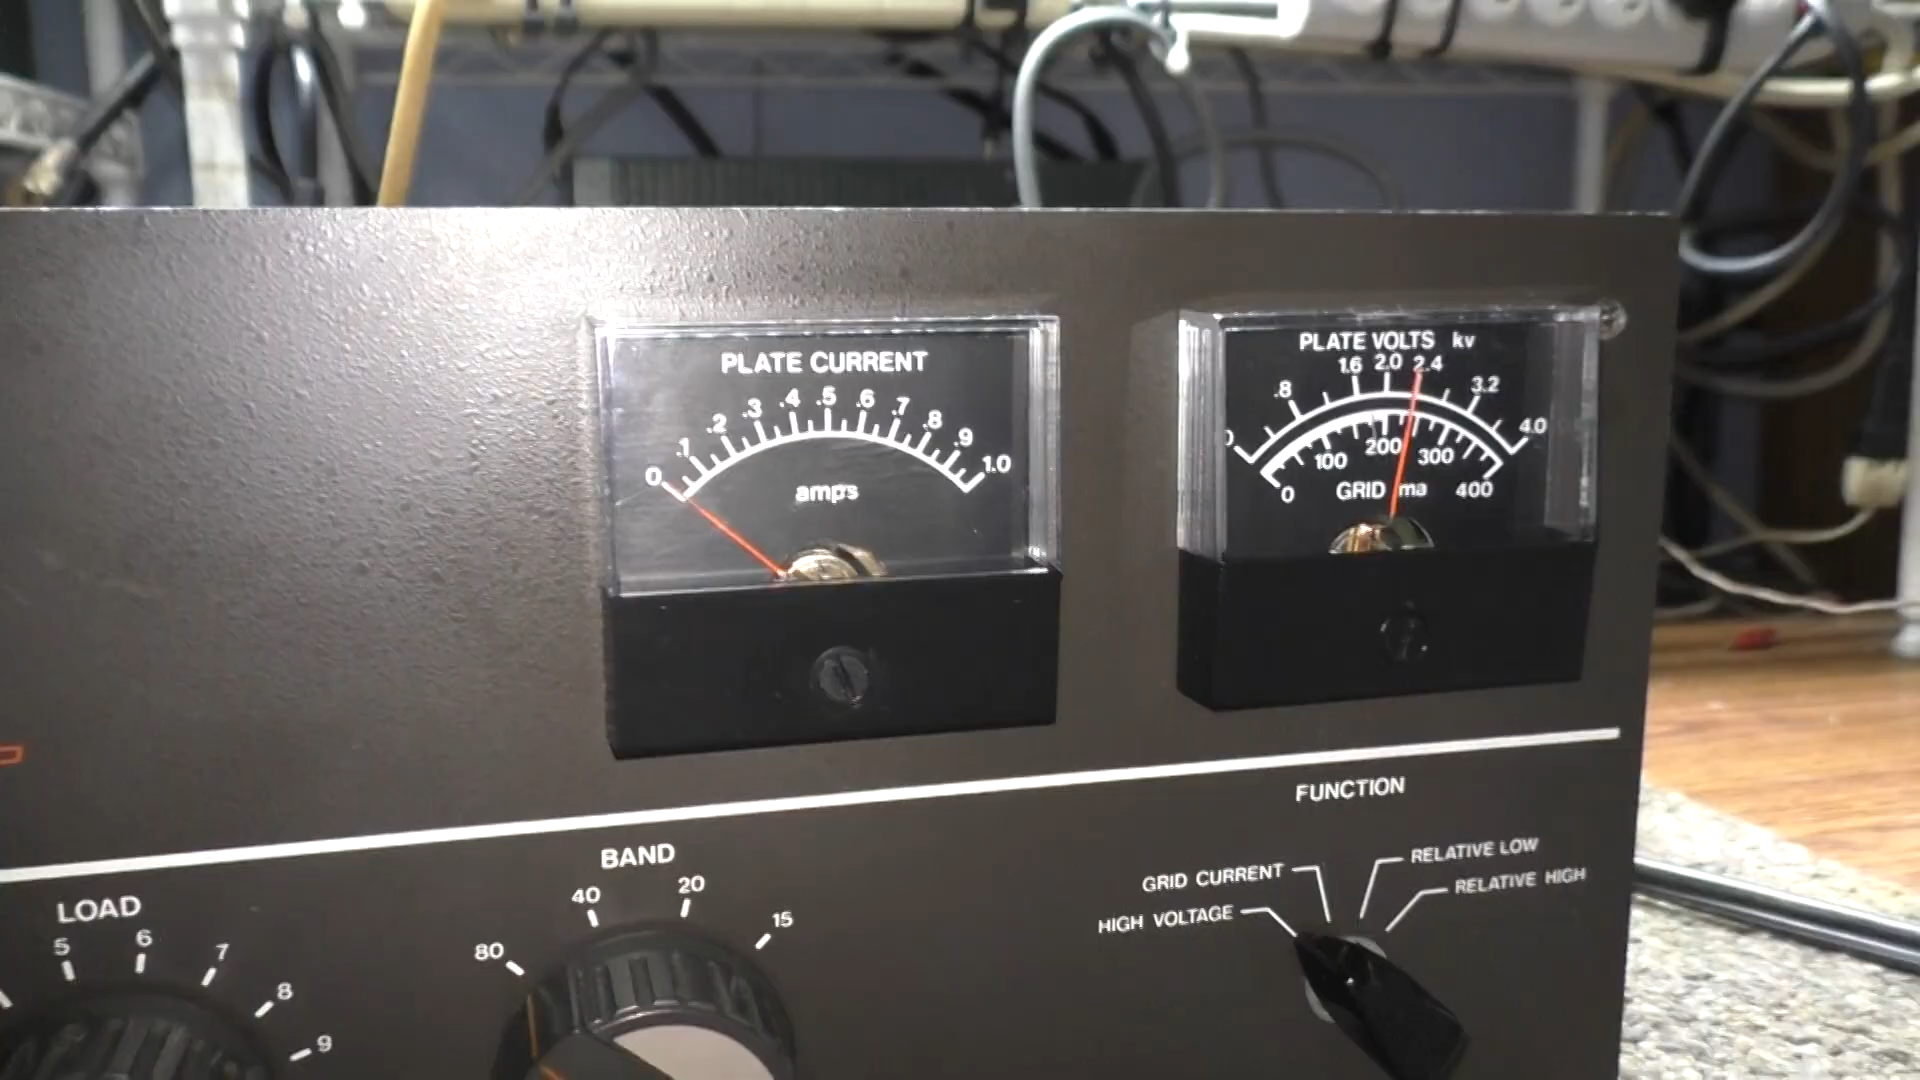 PLATE CURRENT
0 .1 .2 .3 .4 .5 .6 .7 .8 .9 1.0
amps
PLATE VOLTS kv
0 .8 1.6 2.0 2.4 3.2 4.0
0 100 200 300 400
GRID ma
FUNCTION
GRID CURRENT
HIGH VOLTAGE
RELATIVE LOW
RELATIVE HIGH
BAND
80 40 20 15
LOAD
5 6 7 8 9